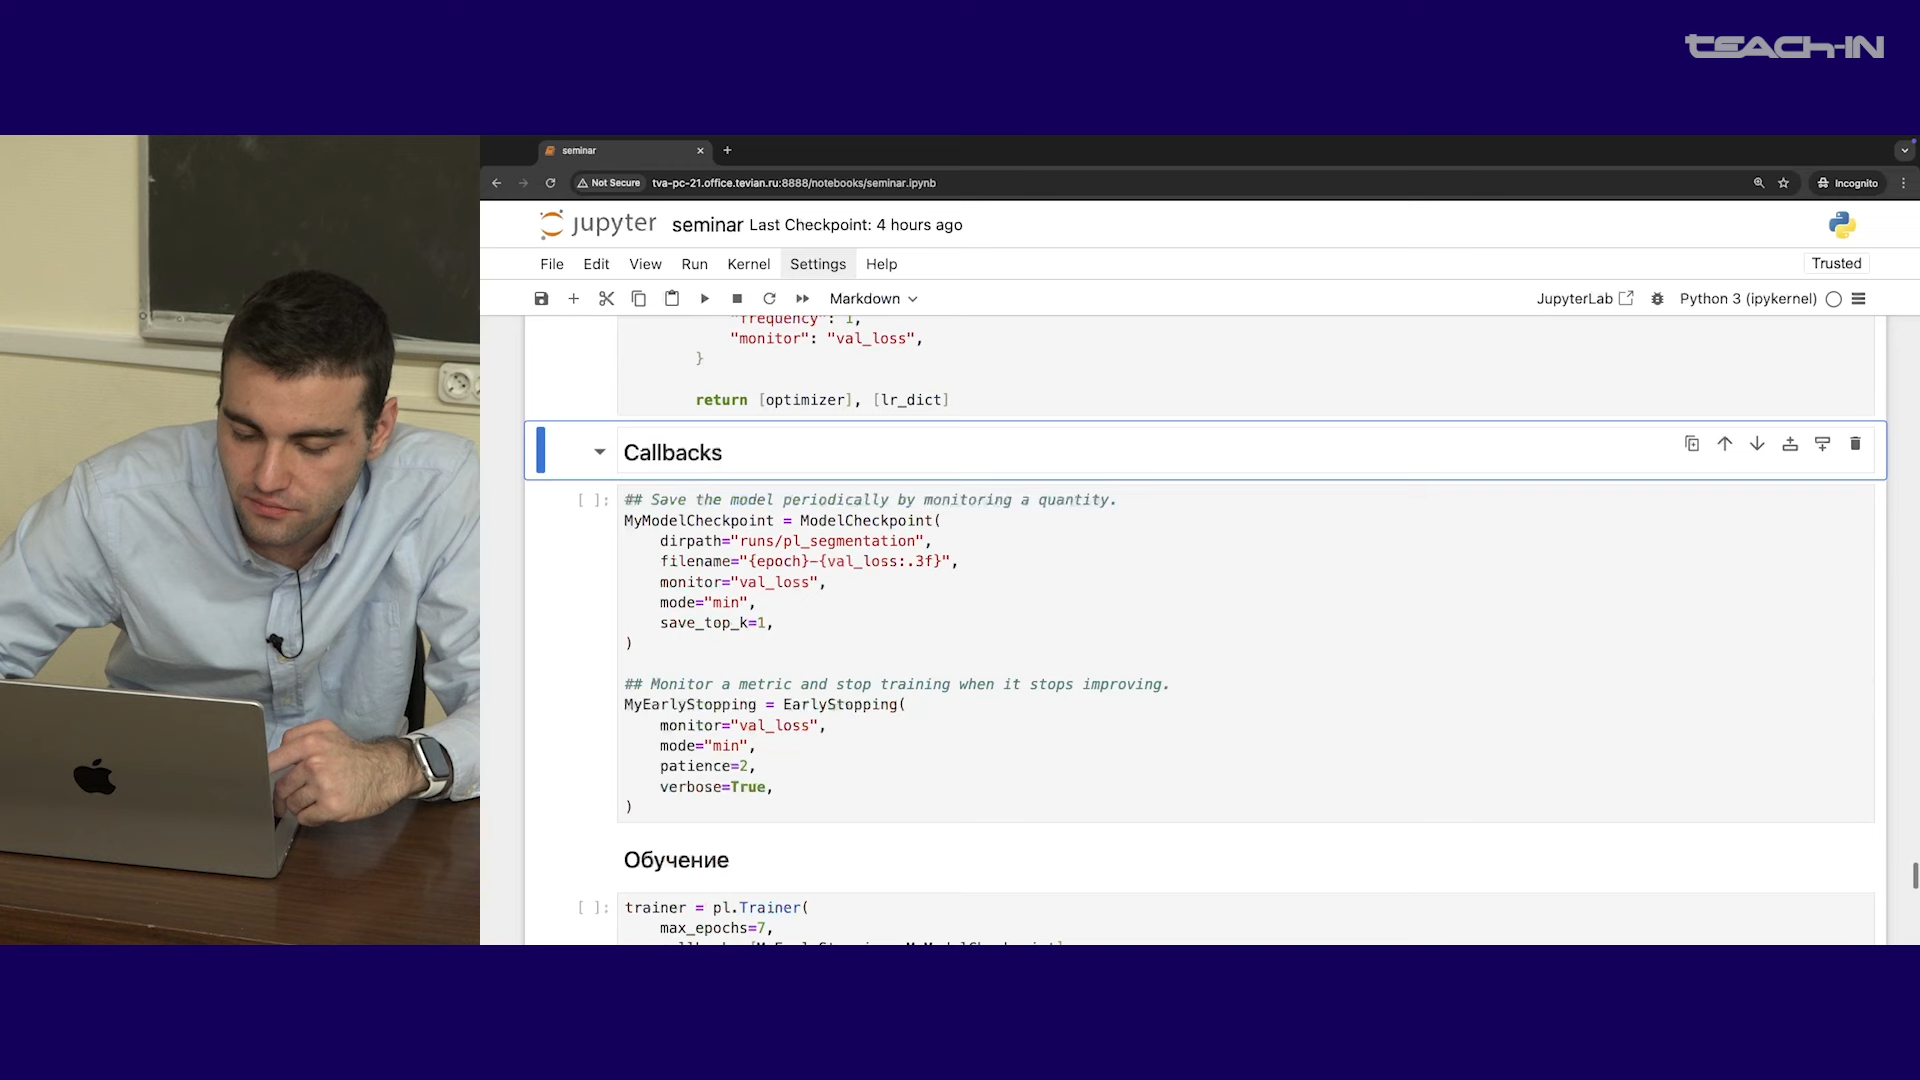 teach-in
seminar
Not Secure tva-pc-21.office.tevian.ru:8888/notebooks/seminar.ipynb
Incognito
jupyter seminar Last Checkpoint: 4 hours ago
File Edit View Run Kernel Settings Help
Trusted
Markdown
JupyterLab Python 3 (ipykernel)
"frequency": 1,
"monitor": "val_loss",
}
return [optimizer], [lr_dict]
Callbacks
[ ]: ## Save the model periodically by monitoring a quantity.
MyModelCheckpoint = ModelCheckpoint(
dirpath="runs/pl_segmentation",
filename="{epoch}-{val_loss:.3f}",
monitor="val_loss",
mode="min",
save_top_k=1,
)
## Monitor a metric and stop training when it stops improving.
MyEarlyStopping = EarlyStopping(
monitor="val_loss",
mode="min",
patience=2,
verbose=True,
)
Обучение
[ ]: trainer = pl.Trainer(
max_epochs=7,